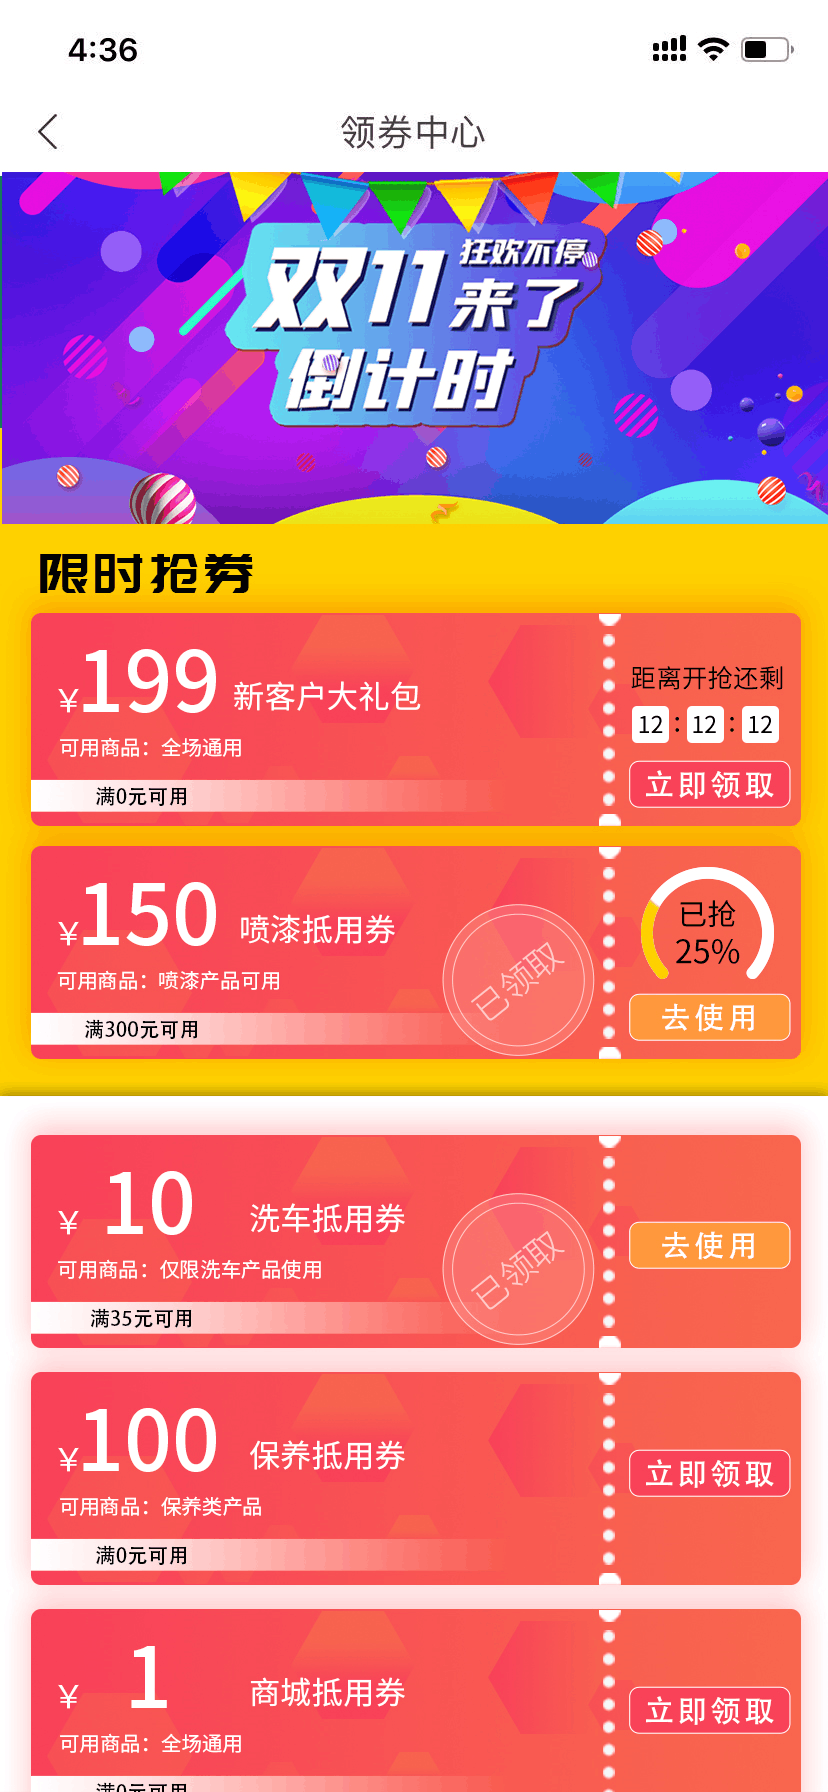 4:36
领券中心
狂欢不停
双11来了
倒计时
限时抢券
¥199 新客户大礼包
可用商品：全场通用
满0元可用
距离开抢还剩
12 : 12 : 12
立即领取
¥150 喷漆抵用券
可用商品：喷漆产品可用
满300元可用
已领取
已抢
25%
去使用
¥ 10 洗车抵用券
可用商品：仅限洗车产品使用
满35元可用
已领取
去使用
¥100 保养抵用券
可用商品：保养类产品
满0元可用
立即领取
¥ 1 商城抵用券
可用商品：全场通用
满0元可用
立即领取